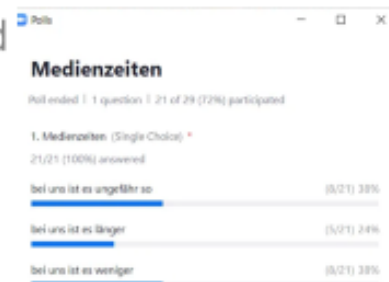 Polls
Medienzeiten
Poll ended | 1 question | 21 of 29 (72%) participated
1. Medienzeiten (Single Choice) *
21/21 (100%) answered
bei uns ist es ungefähr so (8/21) 38%
bei uns ist es länger (5/21) 24%
bei uns ist es weniger (8/21) 38%